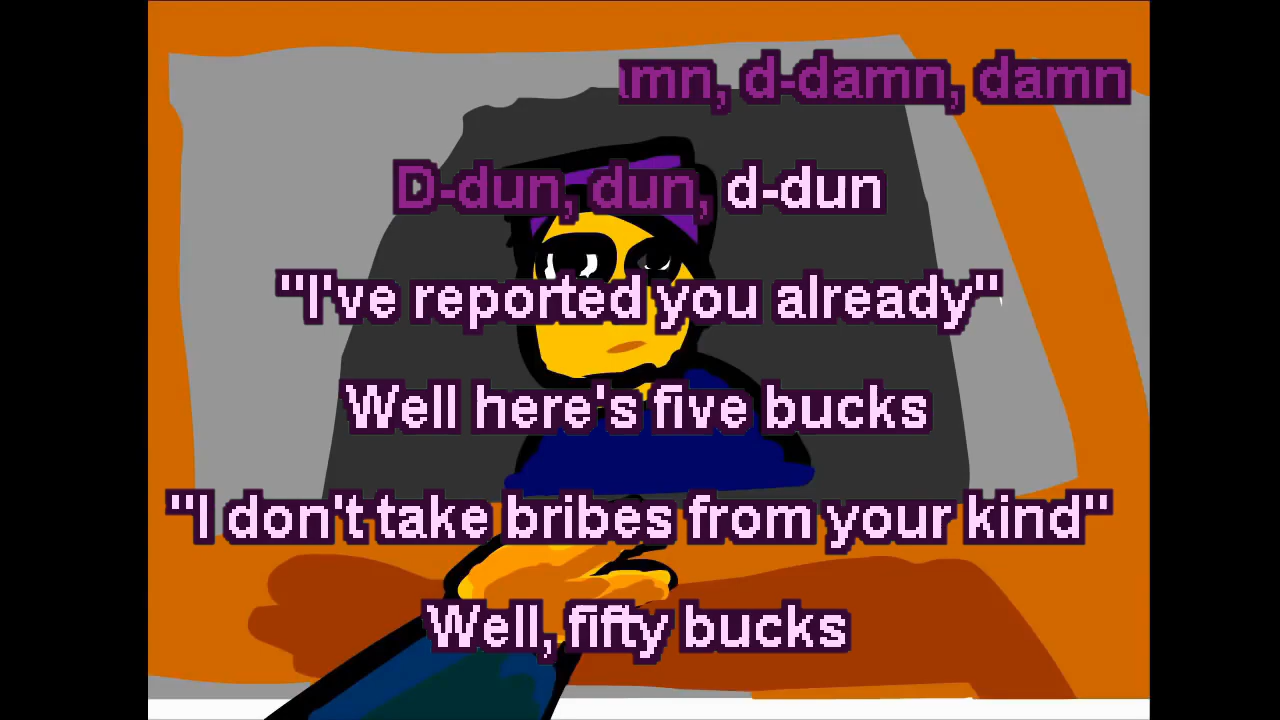 mn, d-damn, damn
D-dun, dun, d-dun
"I've reported you already"
Well here's five bucks
"I don't take bribes from your kind"
Well, fifty bucks